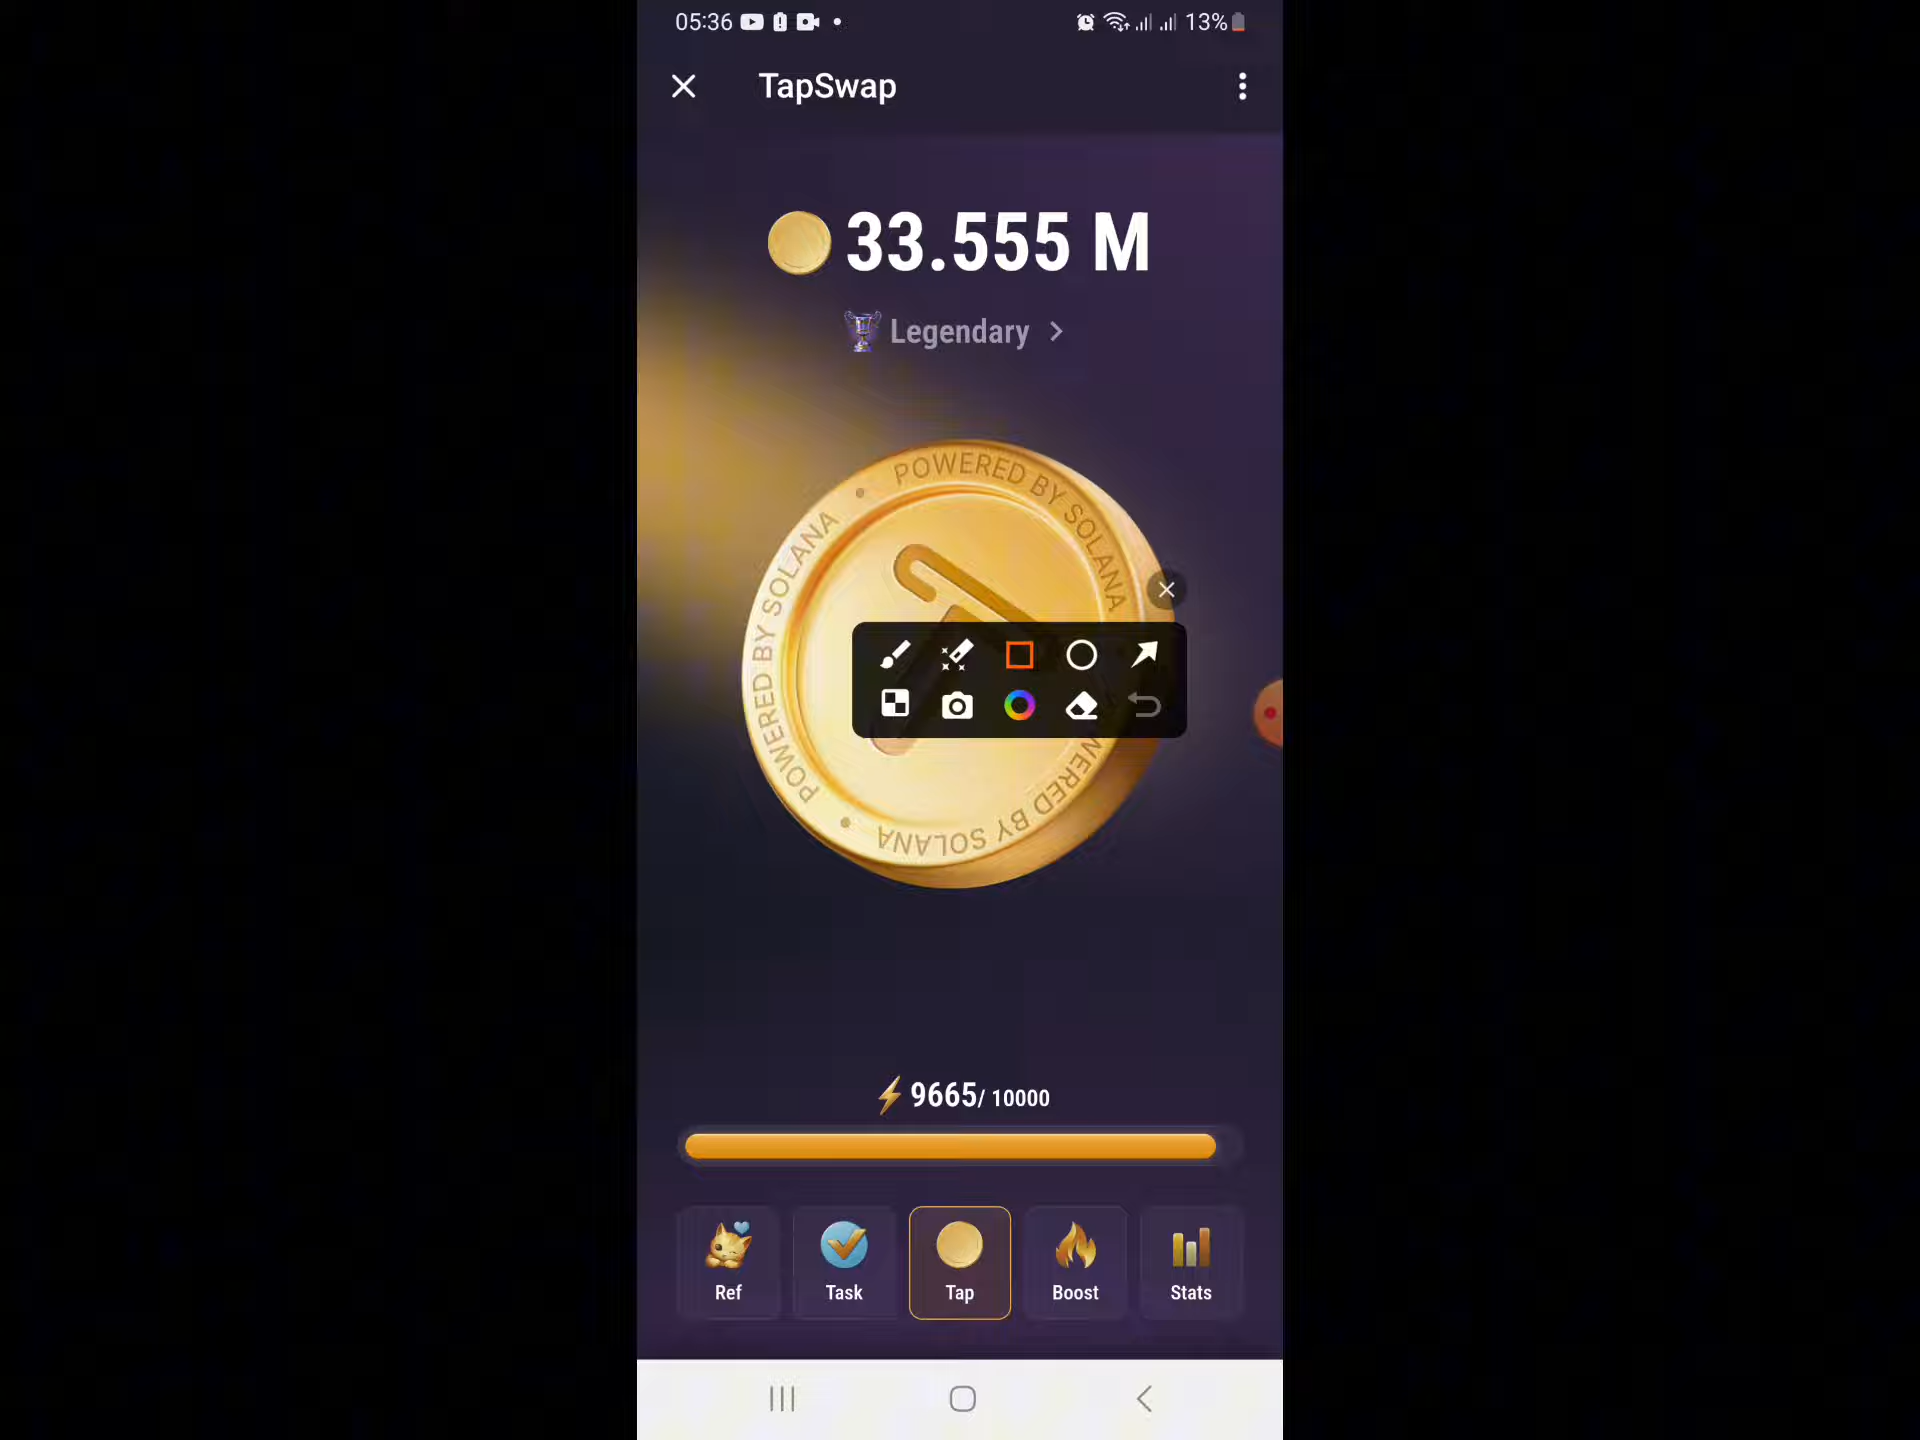 05:36 13%
TapSwap
33.555 M
Legendary
POWERED BY SOLANA • POWERED BY SOLANA • POWERED BY SOLANA
9665/ 10000
Ref Task Tap Boost Stats